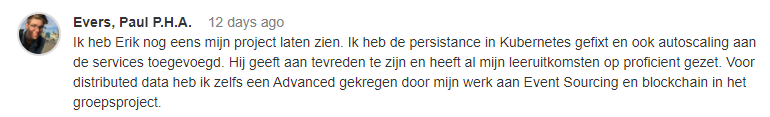 Evers, Paul P.H.A. 12 days ago
Ik heb Erik nog eens mijn project laten zien. Ik heb de persistance in Kubernetes gefixt en ook autoscaling aan
de services toegevoegd. Hij geeft aan tevreden te zijn en heeft al mijn leeruitkomsten op proficient gezet. Voor
distributed data heb ik zelfs een Advanced gekregen door mijn werk aan Event Sourcing en blockchain in het
groepsproject.